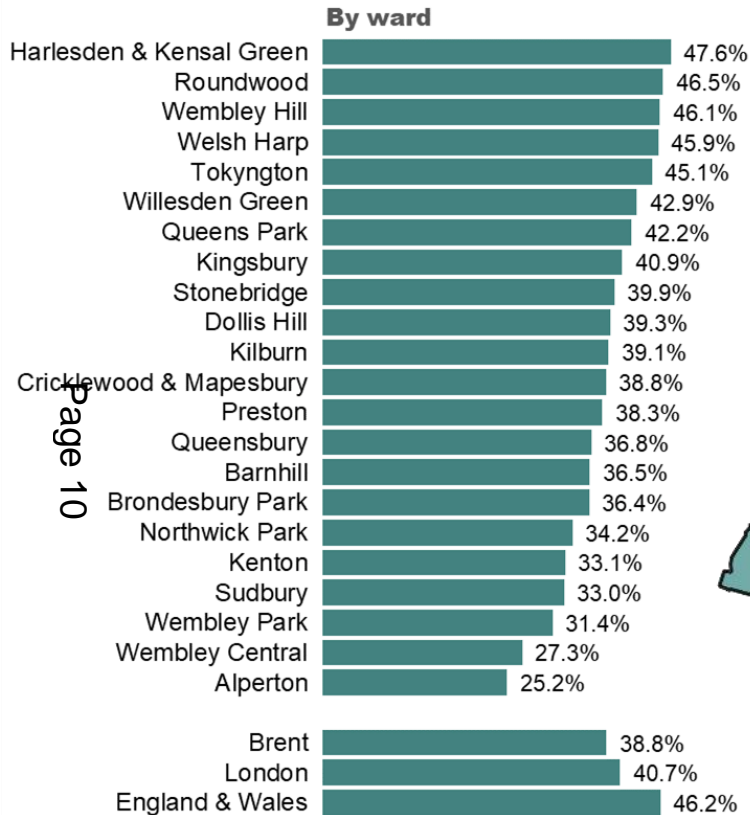 By ward
Harlesden & Kensal Green 47.6%
Roundwood 46.5%
Wembley Hill 46.1%
Welsh Harp 45.9%
Tokyngton 45.1%
Willesden Green 42.9%
Queens Park 42.2%
Kingsbury 40.9%
Stonebridge 39.9%
Dollis Hill 39.3%
Kilburn 39.1%
Cricklewood & Mapesbury 38.8%
Preston 38.3%
Queensbury 36.8%
Barnhill 36.5%
Brondesbury Park 36.4%
Northwick Park 34.2%
Kenton 33.1%
Sudbury 33.0%
Wembley Park 31.4%
Wembley Central 27.3%
Alperton 25.2%
Brent 38.8%
London 40.7%
England & Wales 46.2%
Page 10